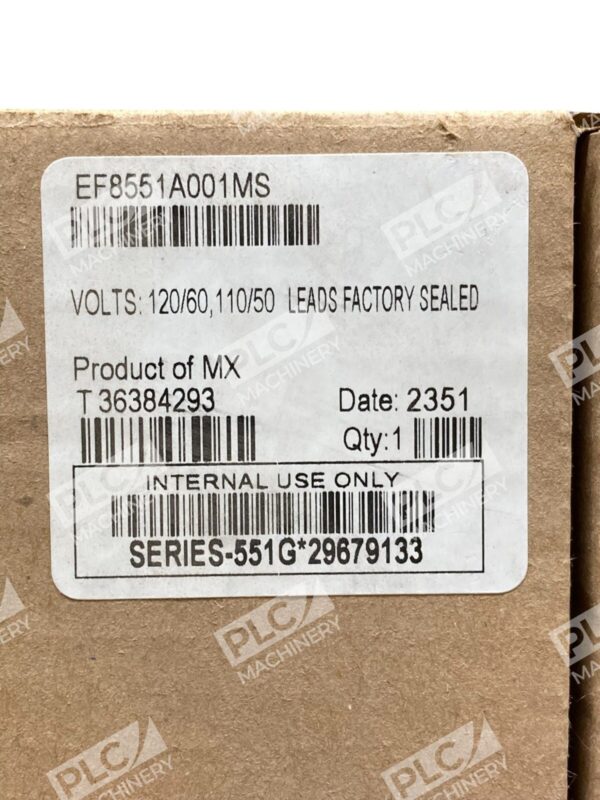 EF8551A001MS
VOLTS: 120/60,110/50 LEADS FACTORY SEALED
Product of MX
T 36384293 Date: 2351
Qty:1
INTERNAL USE ONLY
SERIES-551G*29679133
PLC MACHINERY